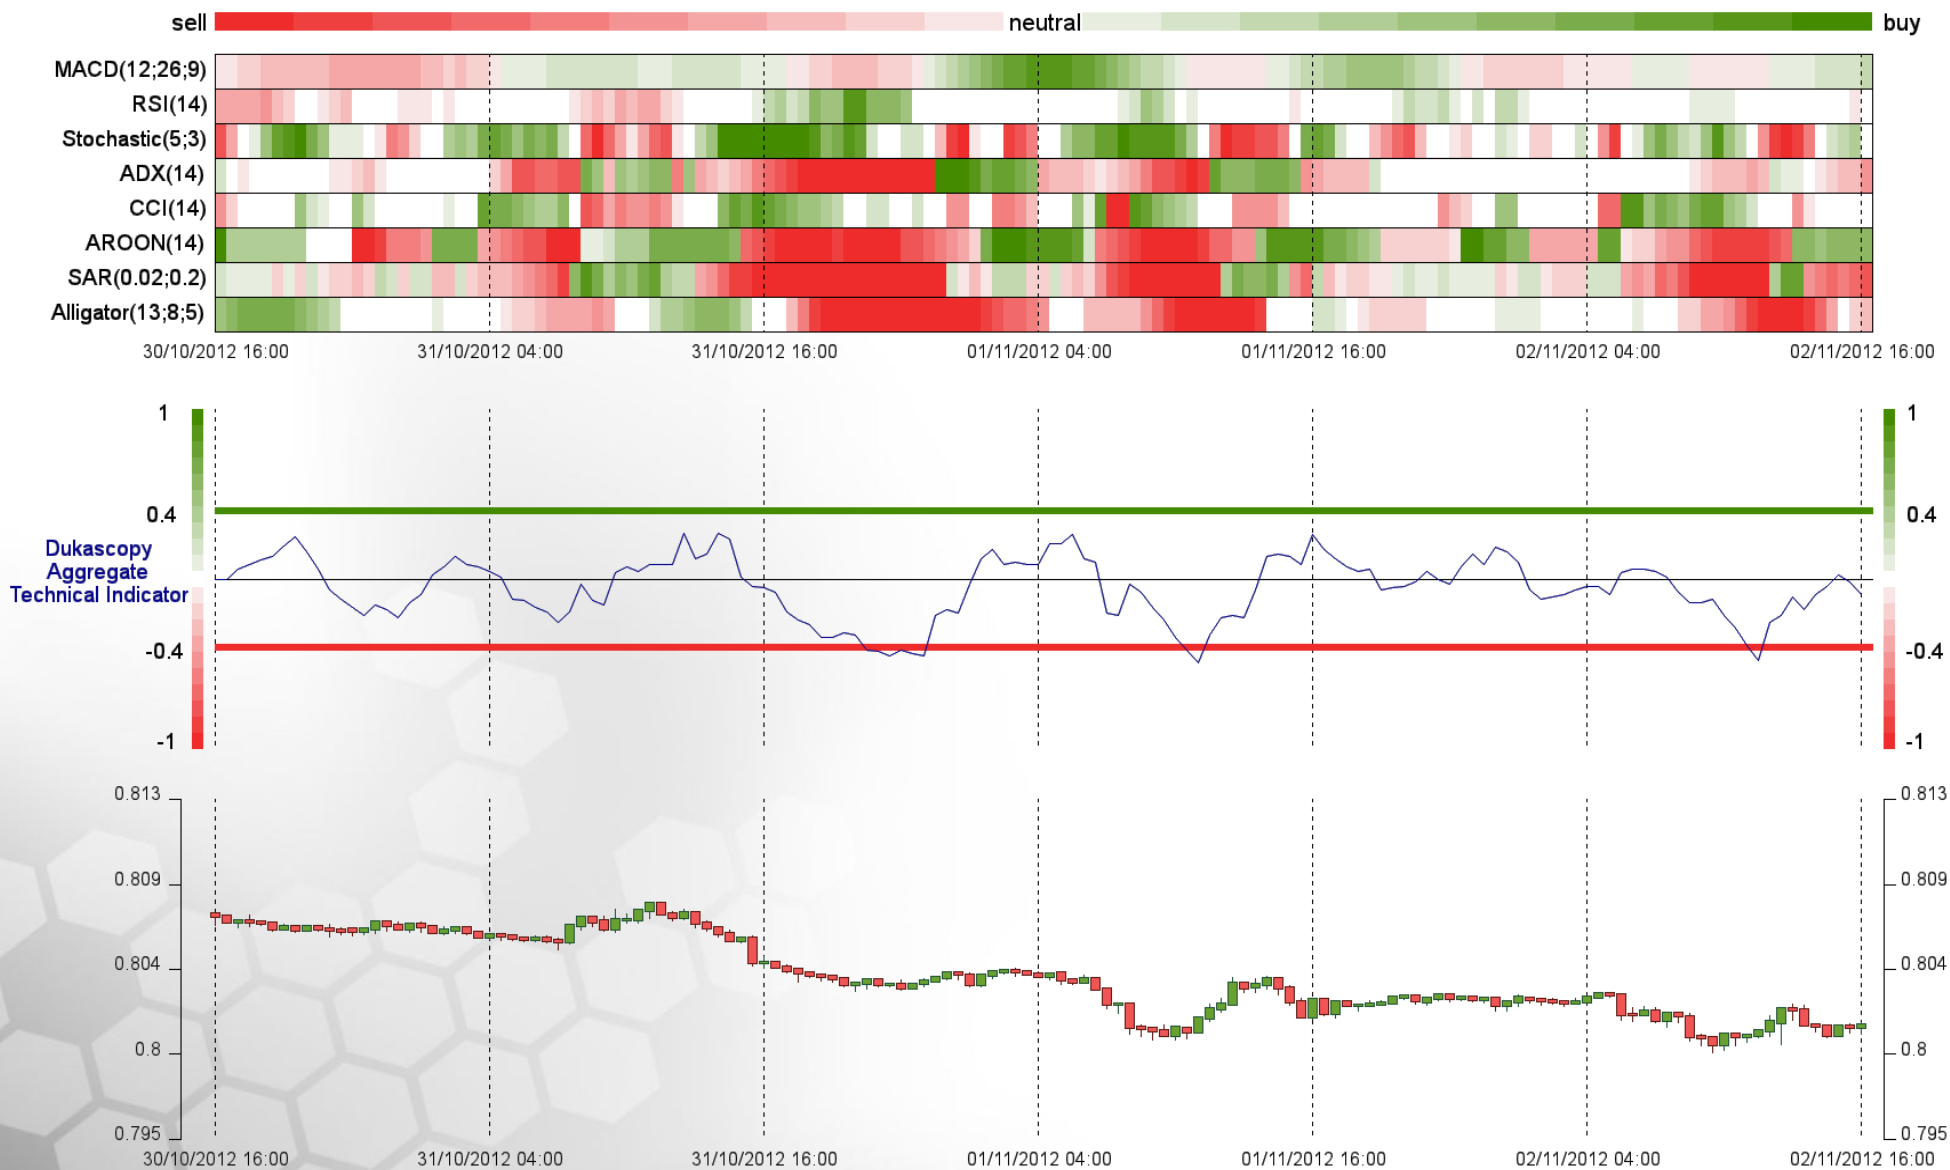 sell neutral buy
MACD(12;26;9)
RSI(14)
Stochastic(5;3)
ADX(14)
CCI(14)
AROON(14)
SAR(0.02;0.2)
Alligator(13;8;5)
30/10/2012 16:00 31/10/2012 04:00 31/10/2012 16:00 01/11/2012 04:00 01/11/2012 16:00 02/11/2012 04:00 02/11/2012 16:00
1 1
0.4 0.4
Dukascopy
Aggregate
Technical Indicator
-0.4 -0.4
-1 -1
0.813 0.813
0.809 0.809
0.804 0.804
0.8 0.8
0.795 0.795
30/10/2012 16:00 31/10/2012 04:00 31/10/2012 16:00 01/11/2012 04:00 01/11/2012 16:00 02/11/2012 04:00 02/11/2012 16:00